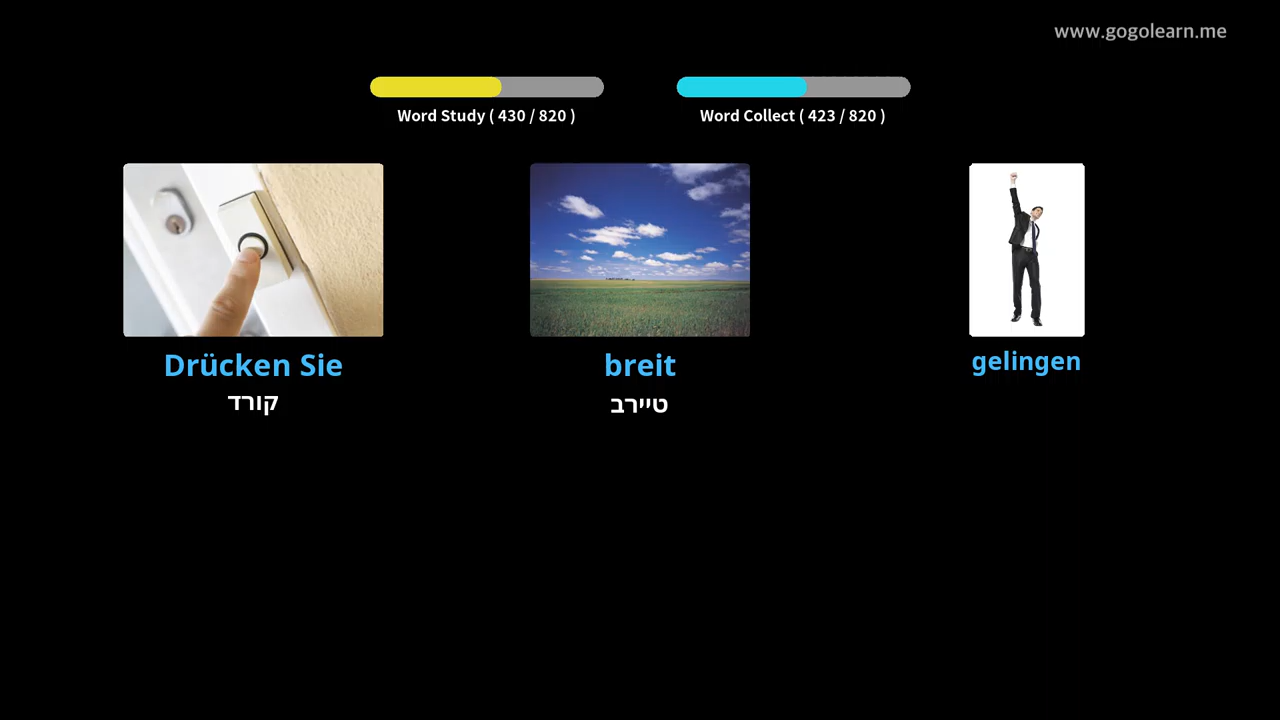 www.gogolearn.me
Word Study ( 430 / 820 )
Word Collect ( 423 / 820 )
Drücken Sie
קורד
breit
טיירב
gelingen